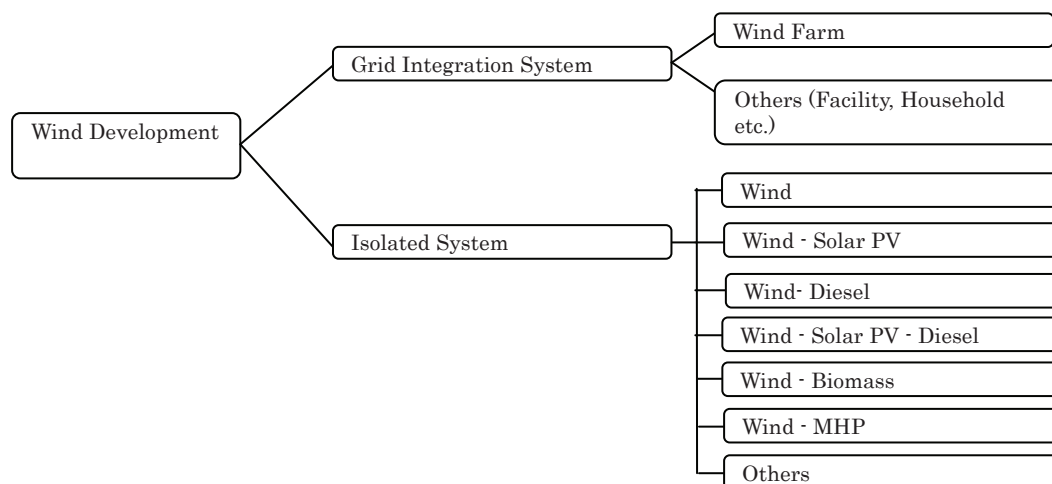 Wind Farm
Grid Integration System
Others (Facility, Household
etc.)
Wind Development
Wind
Isolated System
Wind - Solar PV
Wind- Diesel
Wind - Solar PV - Diesel
Wind - Biomass
Wind - MHP
Others